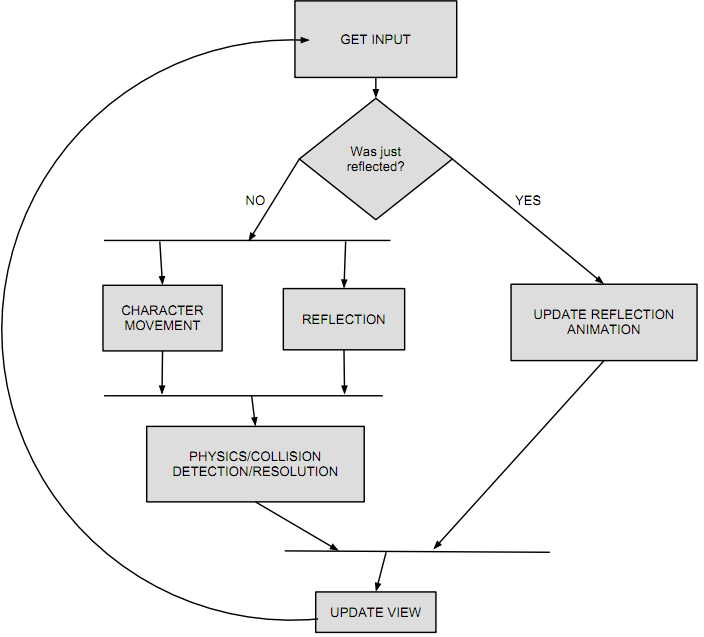 GET INPUT
Was just
reflected?
NO
YES
CHARACTER
MOVEMENT
REFLECTION
UPDATE REFLECTION
ANIMATION
PHYSICS/COLLISION
DETECTION/RESOLUTION
UPDATE VIEW